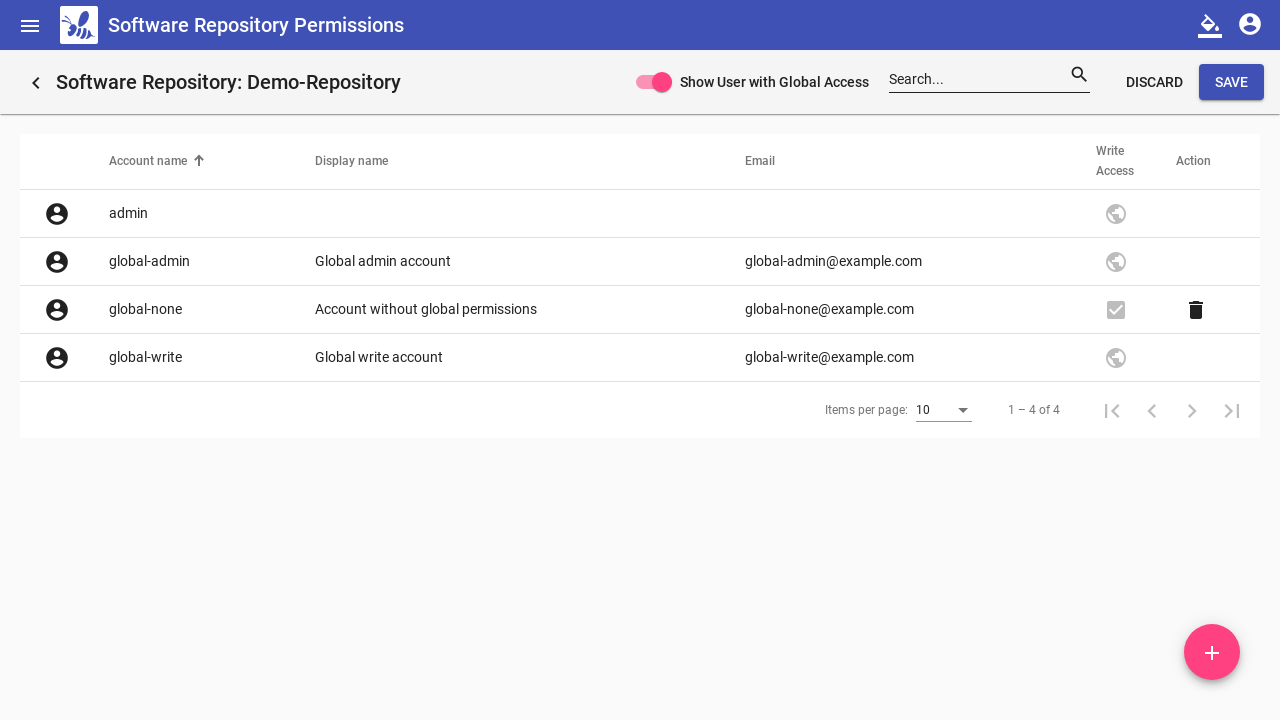 Software Repository Permissions
Software Repository: Demo-Repository
Show User with Global Access
Search...
DISCARD
SAVE
Account name
Display name
Email
Write
Access
Action
admin
global-admin
Global admin account
global-admin@example.com
global-none
Account without global permissions
global-none@example.com
global-write
Global write account
global-write@example.com
Items per page: 10
1 – 4 of 4